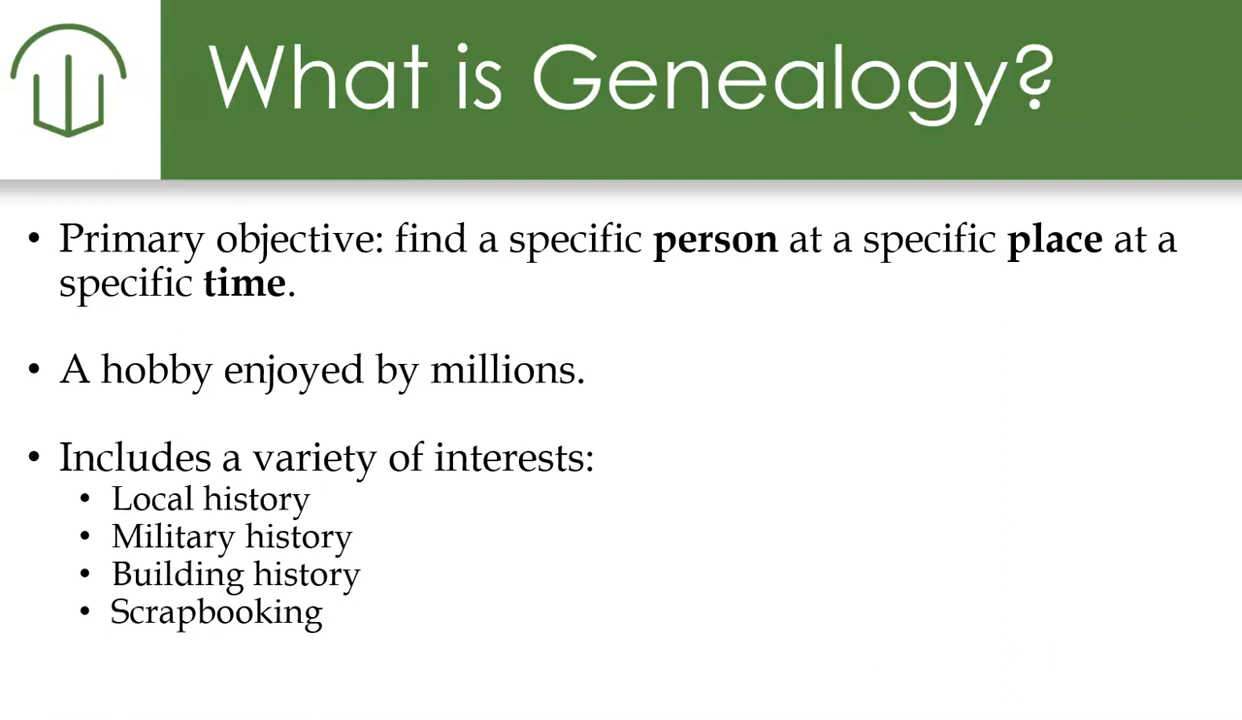 What is Genealogy?
• Primary objective: find a specific person at a specific place at a
specific time.
• A hobby enjoyed by millions.
• Includes a variety of interests:
• Local history
• Military history
• Building history
• Scrapbooking